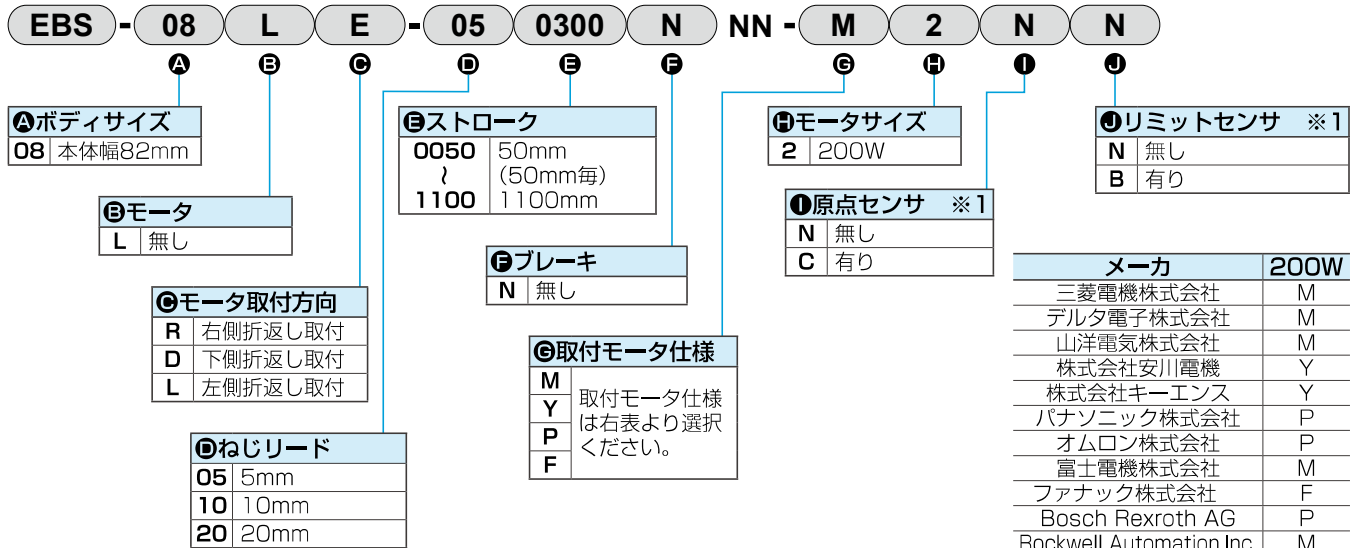 EBS - 08 L E - 05 0300 N NN - M 2 N N
A B C D E F G H I J
Aボディサイズ
08 本体幅82mm
Bモータ
L 無し
Cモータ取付方向
R 右側折返し取付
D 下側折返し取付
L 左側折返し取付
Dねじリード
05 5mm
10 10mm
20 20mm
Eストローク
0050 50mm
〜 (50mm毎)
1100 1100mm
Fブレーキ
N 無し
G取付モータ仕様
M
Y
P
F
取付モータ仕様
は右表より選択
ください。
Hモータサイズ
2 200W
I原点センサ ※1
N 無し
C 有り
Jリミットセンサ ※1
N 無し
B 有り
メーカ 200W
三菱電機株式会社 M
デルタ電子株式会社 M
山洋電気株式会社 M
株式会社安川電機 Y
株式会社キーエンス Y
パナソニック株式会社 P
オムロン株式会社 P
富士電機株式会社 M
ファナック株式会社 F
Bosch Rexroth AG P
Rockwell Automation,Inc. M